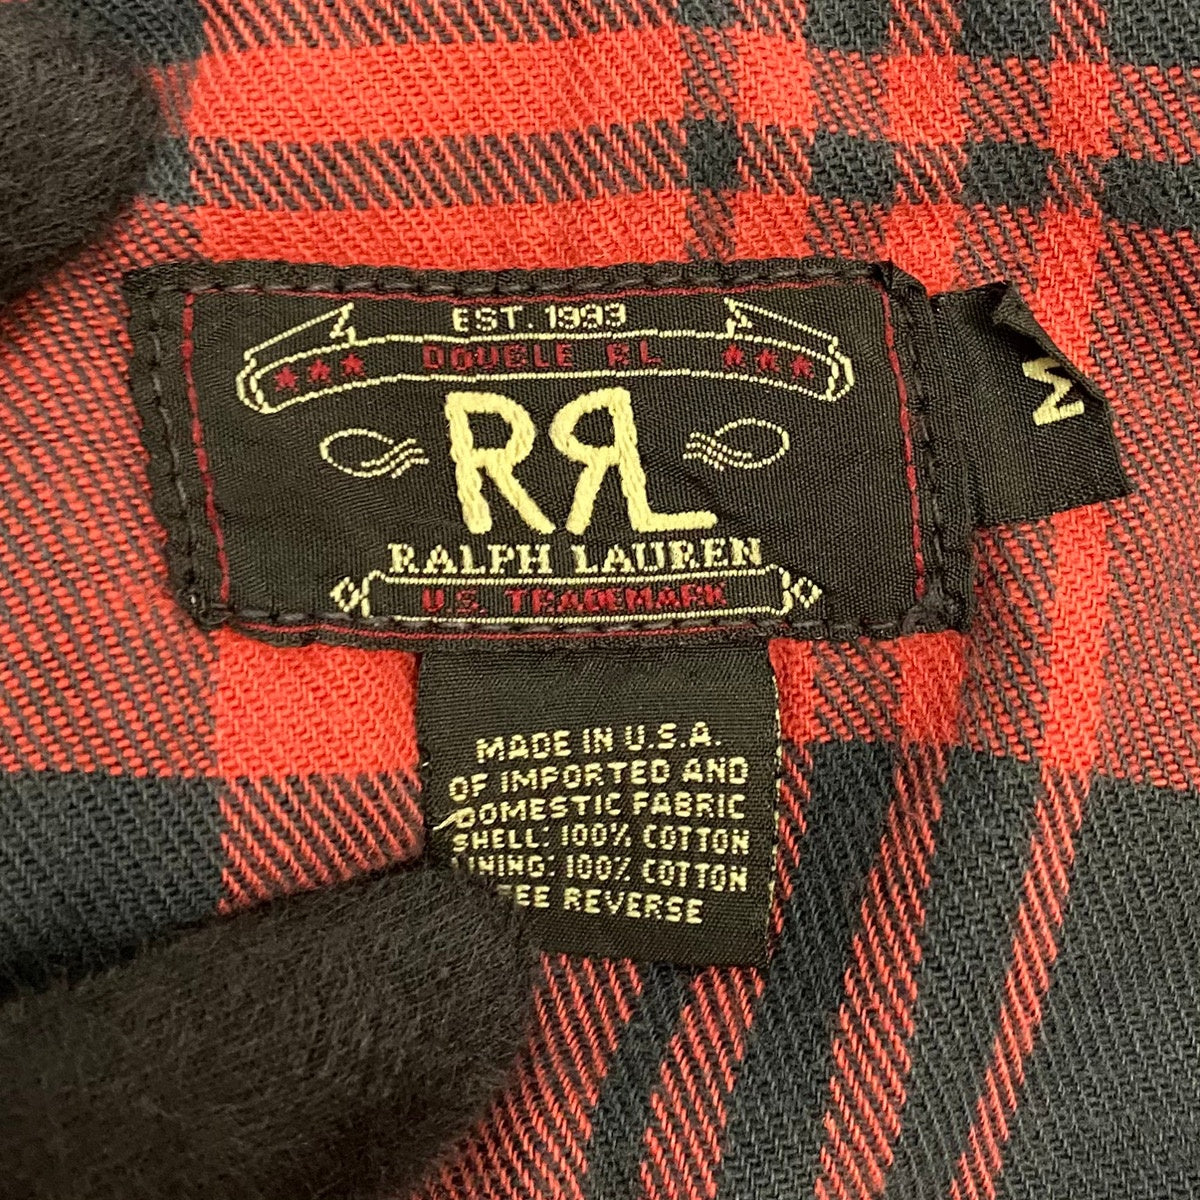 EST. 1993
DOUBLE RL
RRL
RALPH LAUREN
U.S. TRADEMARK
M
MADE IN U.S.A.
OF IMPORTED AND
DOMESTIC FABRIC
SHELL: 100% COTTON
LINING: 100% COTTON
REVERSE